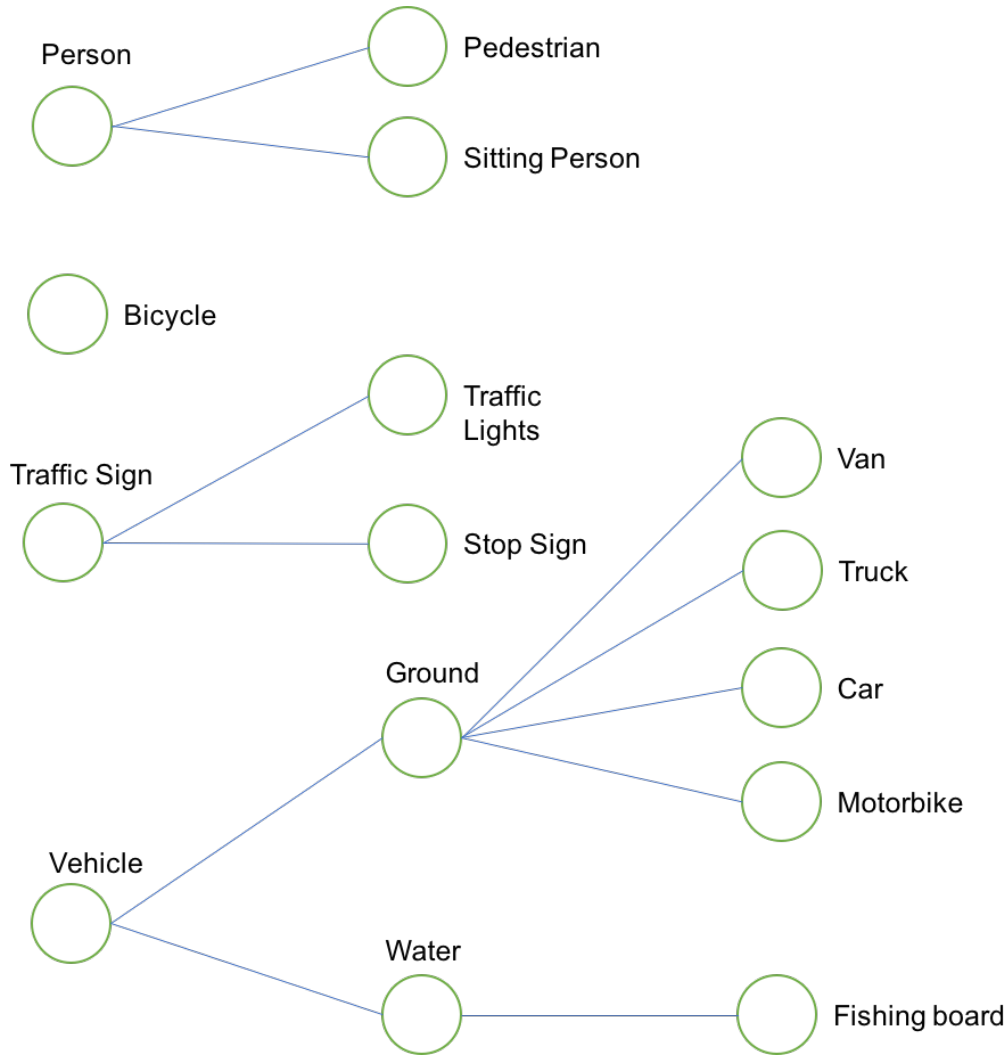 Person
Pedestrian
Sitting Person
Bicycle
Traffic
Lights
Traffic Sign
Stop Sign
Van
Truck
Ground
Car
Motorbike
Vehicle
Water
Fishing board